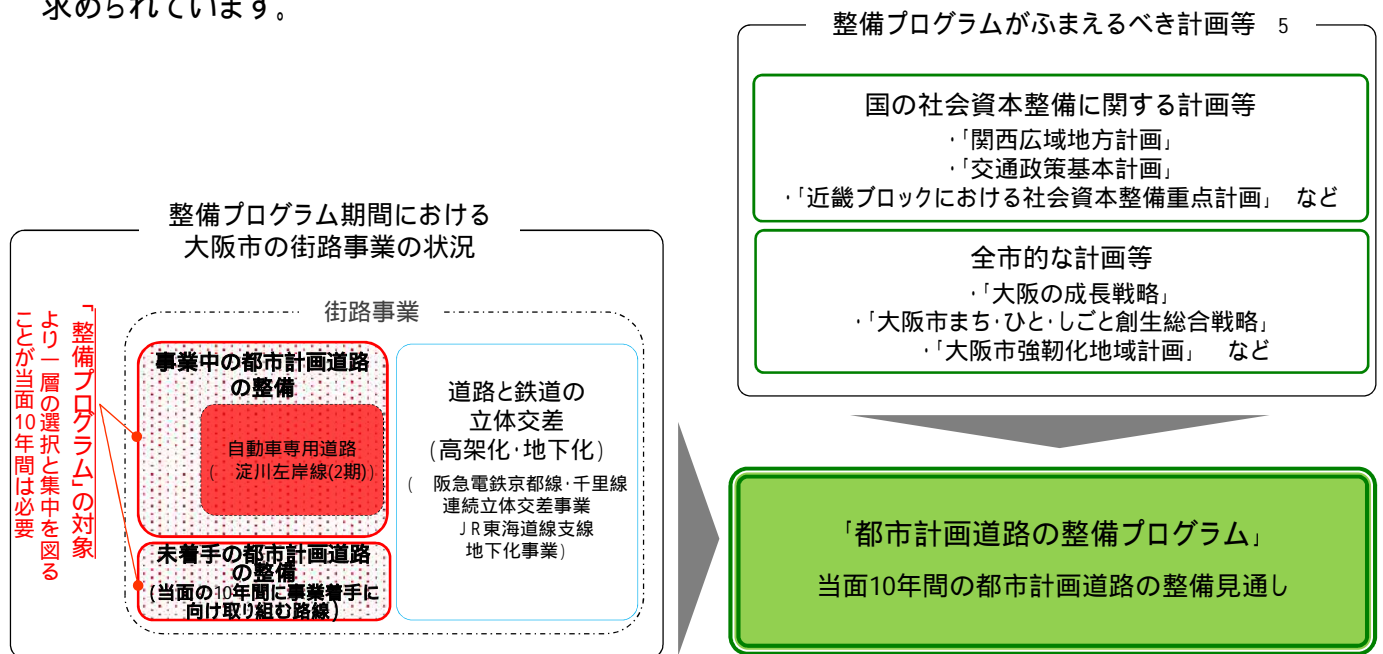 求められています。
整備プログラムがふまえるべき計画等 5
国の社会資本整備に関する計画等
・「関西広域地方計画」
・「交通政策基本計画」
・「近畿ブロックにおける社会資本整備重点計画」 など
全市的な計画等
・「大阪の成長戦略」
・「大阪市まち・ひと・しごと創生総合戦略」
・「大阪市強靭化地域計画」 など
整備プログラム期間における
大阪市の街路事業の状況
「整備プログラム」の対象
より一層の選択と集中を図る
ことが当面10年間は必要
街路事業
事業中の都市計画道路
の整備
自動車専用道路
( 淀川左岸線(2期))
未着手の都市計画道路
の整備
(当面の10年間に事業着手に
向け取り組む路線)
道路と鉄道の
立体交差
(高架化・地下化)
( 阪急電鉄京都線・千里線
連続立体交差事業
JR東海道線支線
地下化事業)
「都市計画道路の整備プログラム」
当面10年間の都市計画道路の整備見通し